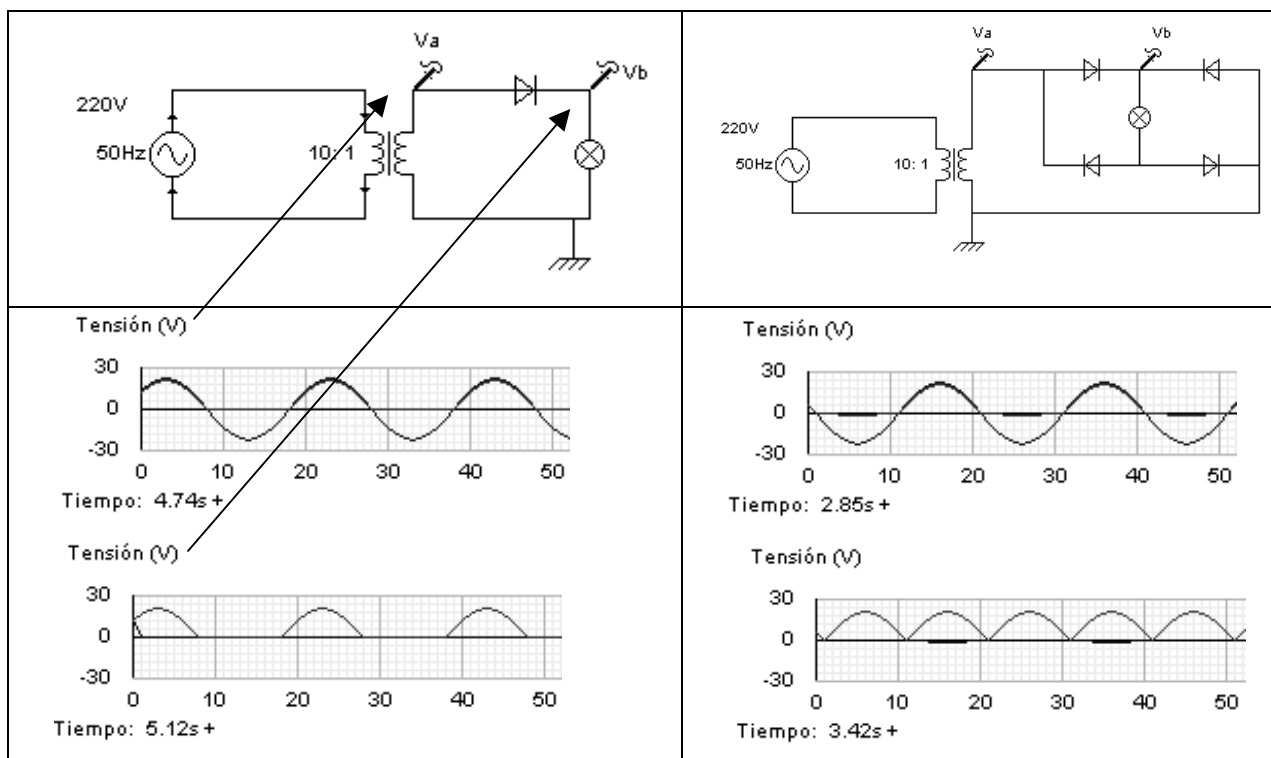 Va
Vb
220V
50Hz
10: 1
Va
Vb
220V
50Hz
10: 1
Tensión (V)
30
0
-30
0 10 20 30 40 50
Tiempo: 4.74s +
Tensión (V)
30
0
-30
0 10 20 30 40 50
Tiempo: 5.12s +
Tensión (V)
30
0
-30
0 10 20 30 40 50
Tiempo: 2.85s +
Tensión (V)
30
0
-30
0 10 20 30 40 50
Tiempo: 3.42s +